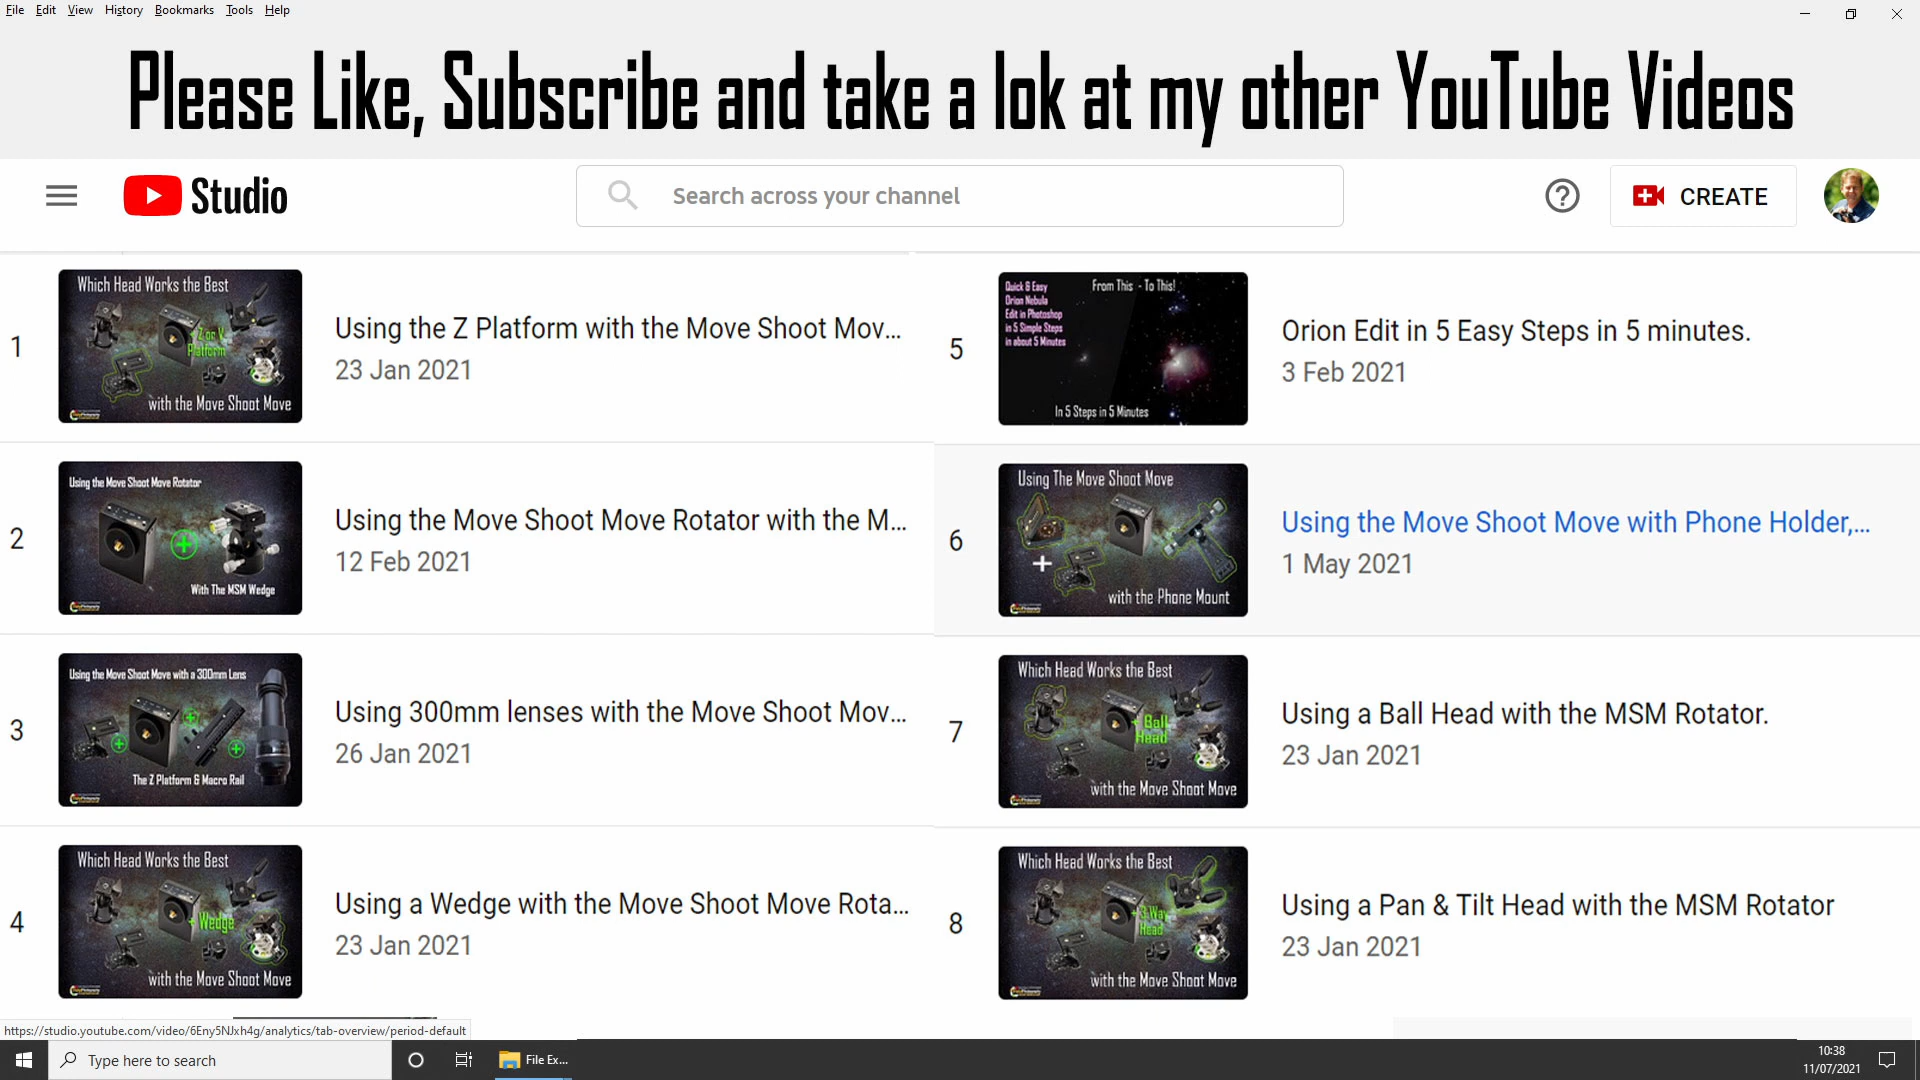 File Edit View History Bookmarks Tools Help
Please Like, Subscribe and take a lok at my other YouTube Videos
Studio
Search across your channel
CREATE
1
Which Head Works the Best
+ Z or V
Platform
with the Move Shoot Move
Using the Z Platform with the Move Shoot Mov...
23 Jan 2021
2
Using the Move Shoot Move Rotator
With The MSM Wedge
Using the Move Shoot Move Rotator with the M...
12 Feb 2021
3
Using the Move Shoot Move with a 300mm Lens
The Z Platform & Macro Rail
Using 300mm lenses with the Move Shoot Mov...
26 Jan 2021
4
Which Head Works the Best
+ Wedge
with the Move Shoot Move
Using a Wedge with the Move Shoot Move Rota...
23 Jan 2021
5
Quick & Easy
Orion Nebula
Edit in Photoshop
in 5 Simple Steps
in about 5 Minutes
From This - To This!
In 5 Steps in 5 Minutes
Orion Edit in 5 Easy Steps in 5 minutes.
3 Feb 2021
6
Using The Move Shoot Move
with the Phone Mount
Using the Move Shoot Move with Phone Holder,...
1 May 2021
7
Which Head Works the Best
+ Ball
Head
with the Move Shoot Move
Using a Ball Head with the MSM Rotator.
23 Jan 2021
8
Which Head Works the Best
+ 3 Way
Head
with the Move Shoot Move
Using a Pan & Tilt Head with the MSM Rotator
23 Jan 2021
https://studio.youtube.com/video/6Eny5NJxh4g/analytics/tab-overview/period-default
Type here to search
File Ex...
10:38
11/07/2021